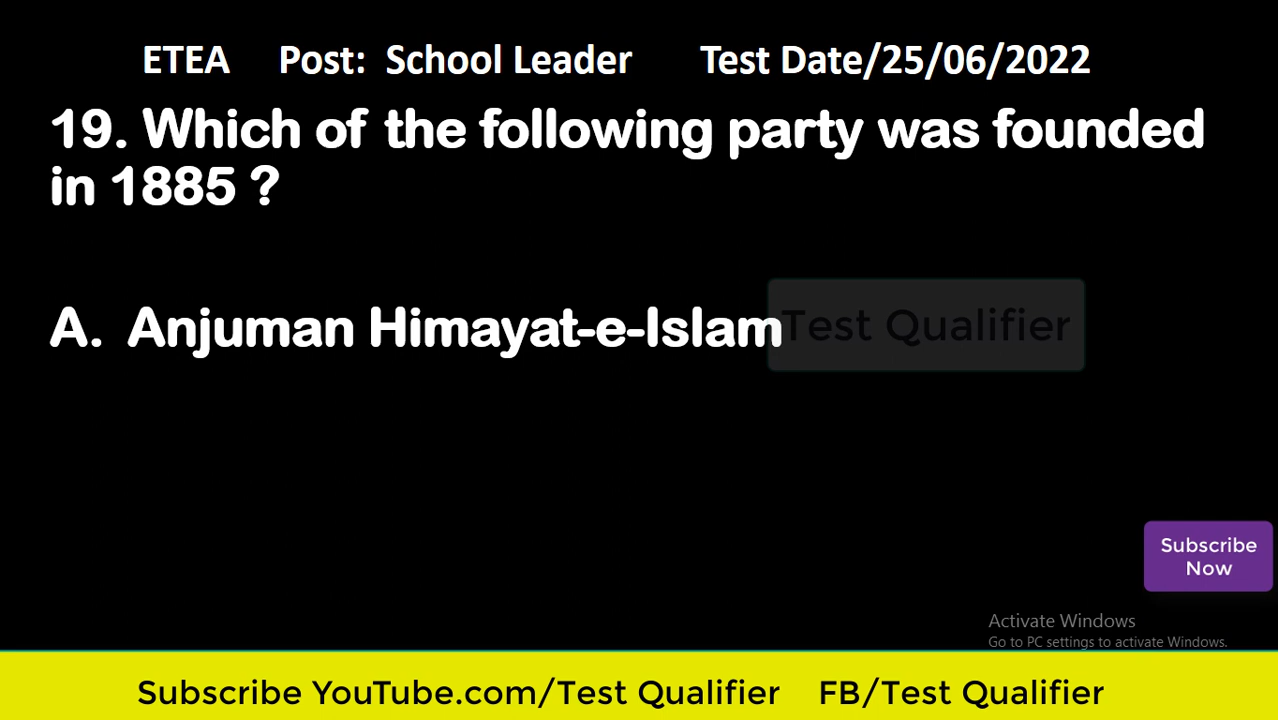 ETEA Post: School Leader Test Date/25/06/2022
19. Which of the following party was founded
in 1885 ?
A. Anjuman Himayat-e-Islam
Test Qualifier
Subscribe
Now
Activate Windows
Go to PC settings to activate Windows.
Subscribe YouTube.com/Test Qualifier FB/Test Qualifier